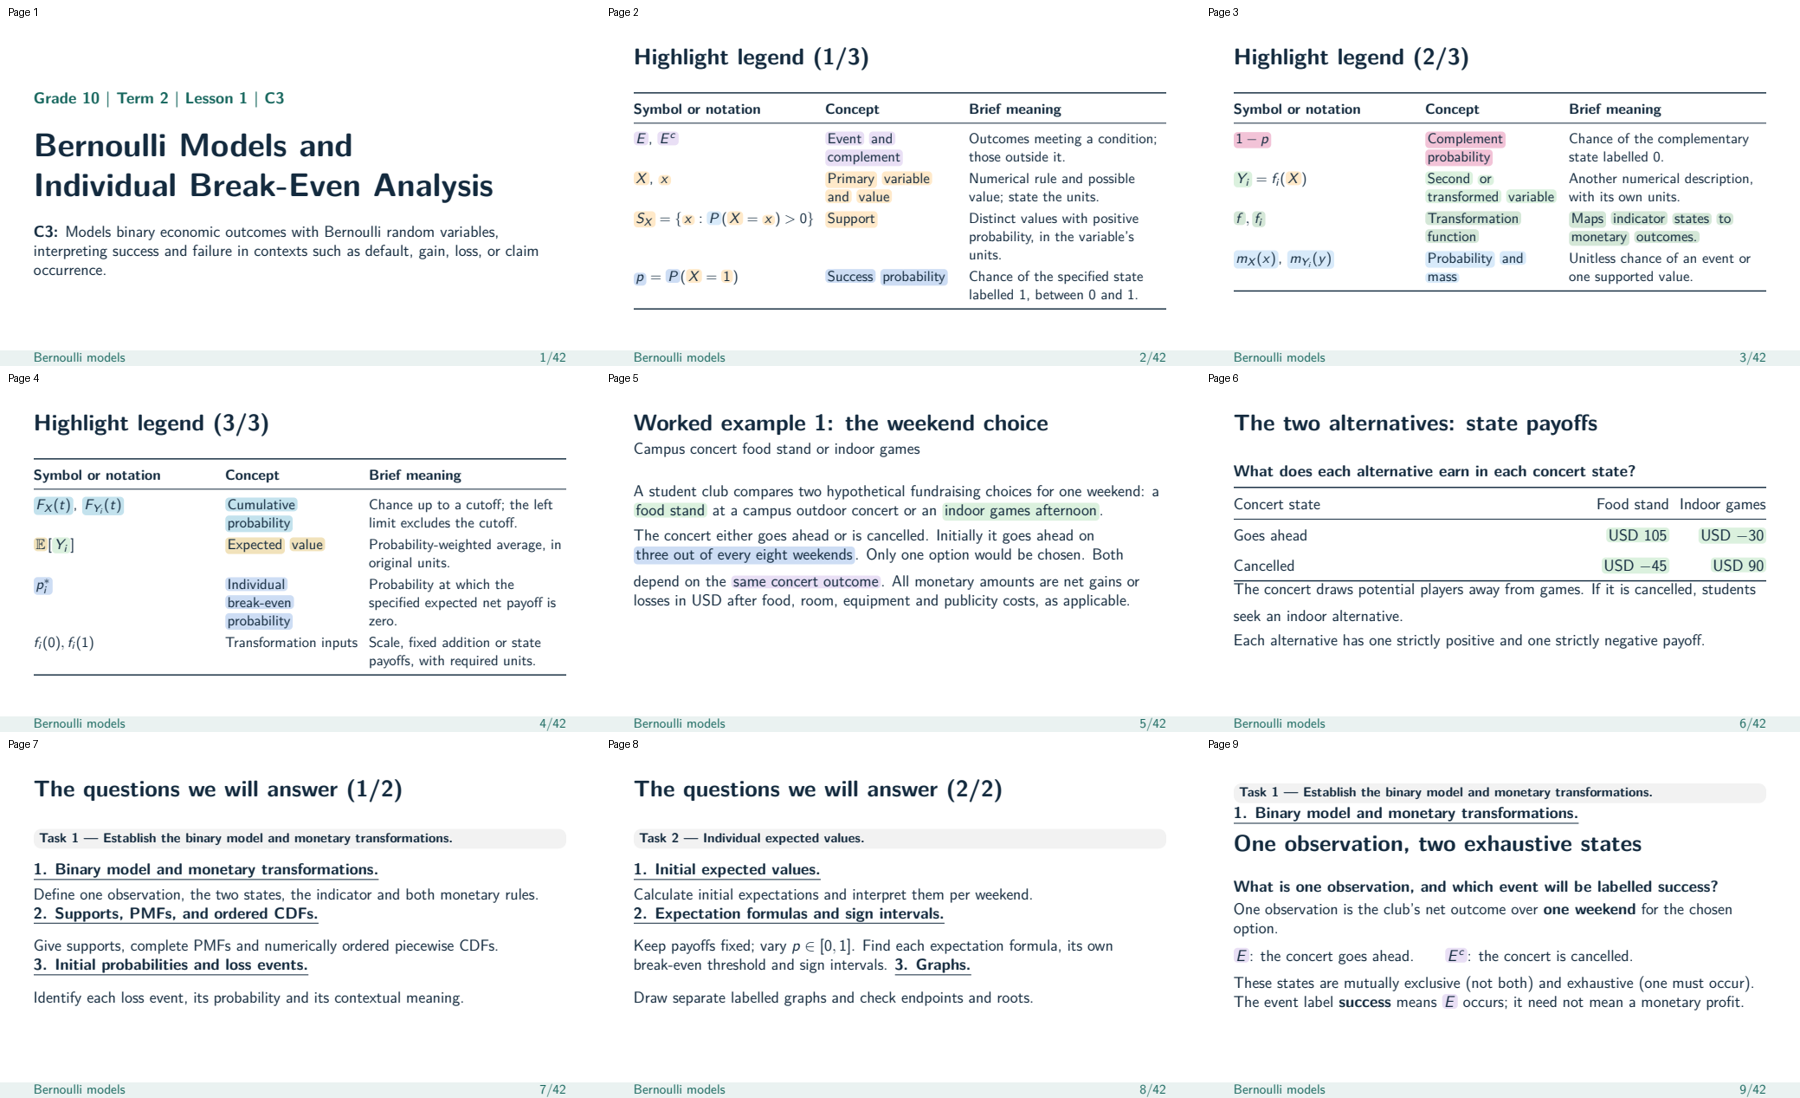 Page 1
Grade 10 | Term 2 | Lesson 1 | C3
Bernoulli Models and
Individual Break-Even Analysis
C3: Models binary economic outcomes with Bernoulli random variables,
interpreting success and failure in contexts such as default, gain, loss, or claim
occurrence.
Bernoulli models 1/42
Page 2
Highlight legend (1/3)
Symbol or notation Concept Brief meaning
E, Eᶜ Event and complement Outcomes meeting a condition; those outside it.
X, x Primary variable and value Numerical rule and possible value; state the units.
S_X = {x : P(X = x) > 0} Support Distinct values with positive probability, in the variable's units.
p = P(X = 1) Success probability Chance of the specified state labelled 1, between 0 and 1.
Bernoulli models 2/42
Page 3
Highlight legend (2/3)
Symbol or notation Concept Brief meaning
1 − p Complement probability Chance of the complementary state labelled 0.
Y_i = f_i(X) Second or transformed variable Another numerical description, with its own units.
f, f_i Transformation function Maps indicator states to monetary outcomes.
m_X(x), m_{Y_i}(y) Probability and mass Unitless chance of an event or one supported value.
Bernoulli models 3/42
Page 4
Highlight legend (3/3)
Symbol or notation Concept Brief meaning
F_X(t), F_{Y_i}(t) Cumulative probability Chance up to a cutoff; the left limit excludes the cutoff.
𝔼[Y_i] Expected value Probability-weighted average, in original units.
p_i* Individual break-even probability Probability at which the specified expected net payoff is zero.
f_i(0), f_i(1) Transformation inputs Scale, fixed addition or state payoffs, with required units.
Bernoulli models 4/42
Page 5
Worked example 1: the weekend choice
Campus concert food stand or indoor games
A student club compares two hypothetical fundraising choices for one weekend: a
food stand at a campus outdoor concert or an indoor games afternoon.
The concert either goes ahead or is cancelled. Initially it goes ahead on
three out of every eight weekends. Only one option would be chosen. Both
depend on the same concert outcome. All monetary amounts are net gains or
losses in USD after food, room, equipment and publicity costs, as applicable.
Bernoulli models 5/42
Page 6
The two alternatives: state payoffs
What does each alternative earn in each concert state?
Concert state Food stand Indoor games
Goes ahead USD 105 USD −30
Cancelled USD −45 USD 90
The concert draws potential players away from games. If it is cancelled, students
seek an indoor alternative.
Each alternative has one strictly positive and one strictly negative payoff.
Bernoulli models 6/42
Page 7
The questions we will answer (1/2)
Task 1 — Establish the binary model and monetary transformations.
1. Binary model and monetary transformations.
Define one observation, the two states, the indicator and both monetary rules.
2. Supports, PMFs, and ordered CDFs.
Give supports, complete PMFs and numerically ordered piecewise CDFs.
3. Initial probabilities and loss events.
Identify each loss event, its probability and its contextual meaning.
Bernoulli models 7/42
Page 8
The questions we will answer (2/2)
Task 2 — Individual expected values.
1. Initial expected values.
Calculate initial expectations and interpret them per weekend.
2. Expectation formulas and sign intervals.
Keep payoffs fixed; vary p ∈ [0, 1]. Find each expectation formula, its own
break-even threshold and sign intervals. 3. Graphs.
Draw separate labelled graphs and check endpoints and roots.
Bernoulli models 8/42
Page 9
Task 1 — Establish the binary model and monetary transformations.
1. Binary model and monetary transformations.
One observation, two exhaustive states
What is one observation, and which event will be labelled success?
One observation is the club's net outcome over one weekend for the chosen
option.
E: the concert goes ahead. Eᶜ: the concert is cancelled.
These states are mutually exclusive (not both) and exhaustive (one must occur).
The event label success means E occurs; it need not mean a monetary profit.
Bernoulli models 9/42